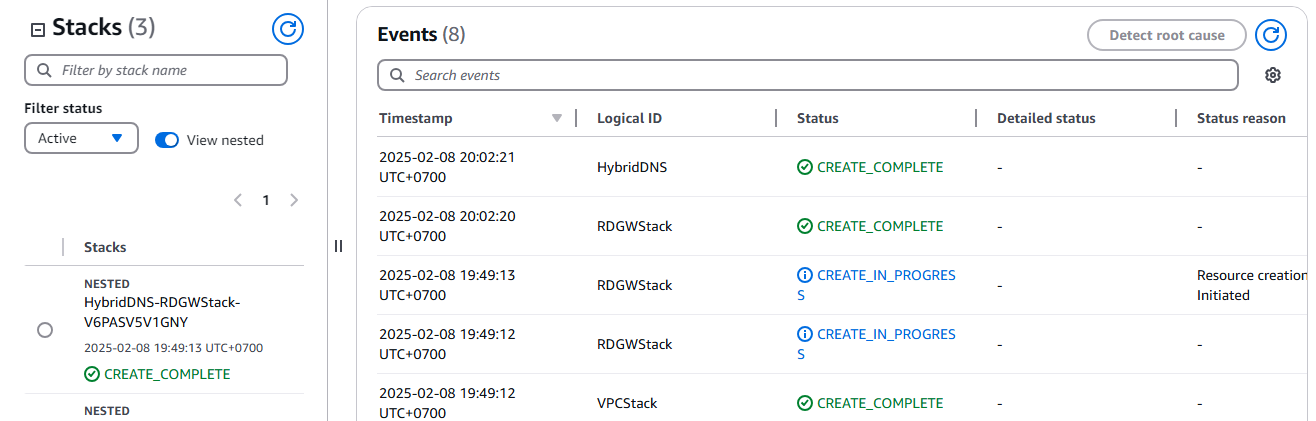 Stacks (3)
Filter by stack name
Filter status
Active
View nested
1
Stacks
NESTED
HybridDNS-RDGWStack-
V6PASV5V1GNY
2025-02-08 19:49:13 UTC+0700
CREATE_COMPLETE
NESTED
Events (8)
Detect root cause
Search events
Timestamp
Logical ID
Status
Detailed status
Status reason
2025-02-08 20:02:21
UTC+0700
HybridDNS
CREATE_COMPLETE
-
-
2025-02-08 20:02:20
UTC+0700
RDGWStack
CREATE_COMPLETE
-
-
2025-02-08 19:49:13
UTC+0700
RDGWStack
CREATE_IN_PROGRES
S
-
Resource creation
Initiated
2025-02-08 19:49:12
UTC+0700
RDGWStack
CREATE_IN_PROGRES
S
-
-
2025-02-08 19:49:12
UTC+0700
VPCStack
CREATE_COMPLETE
-
-